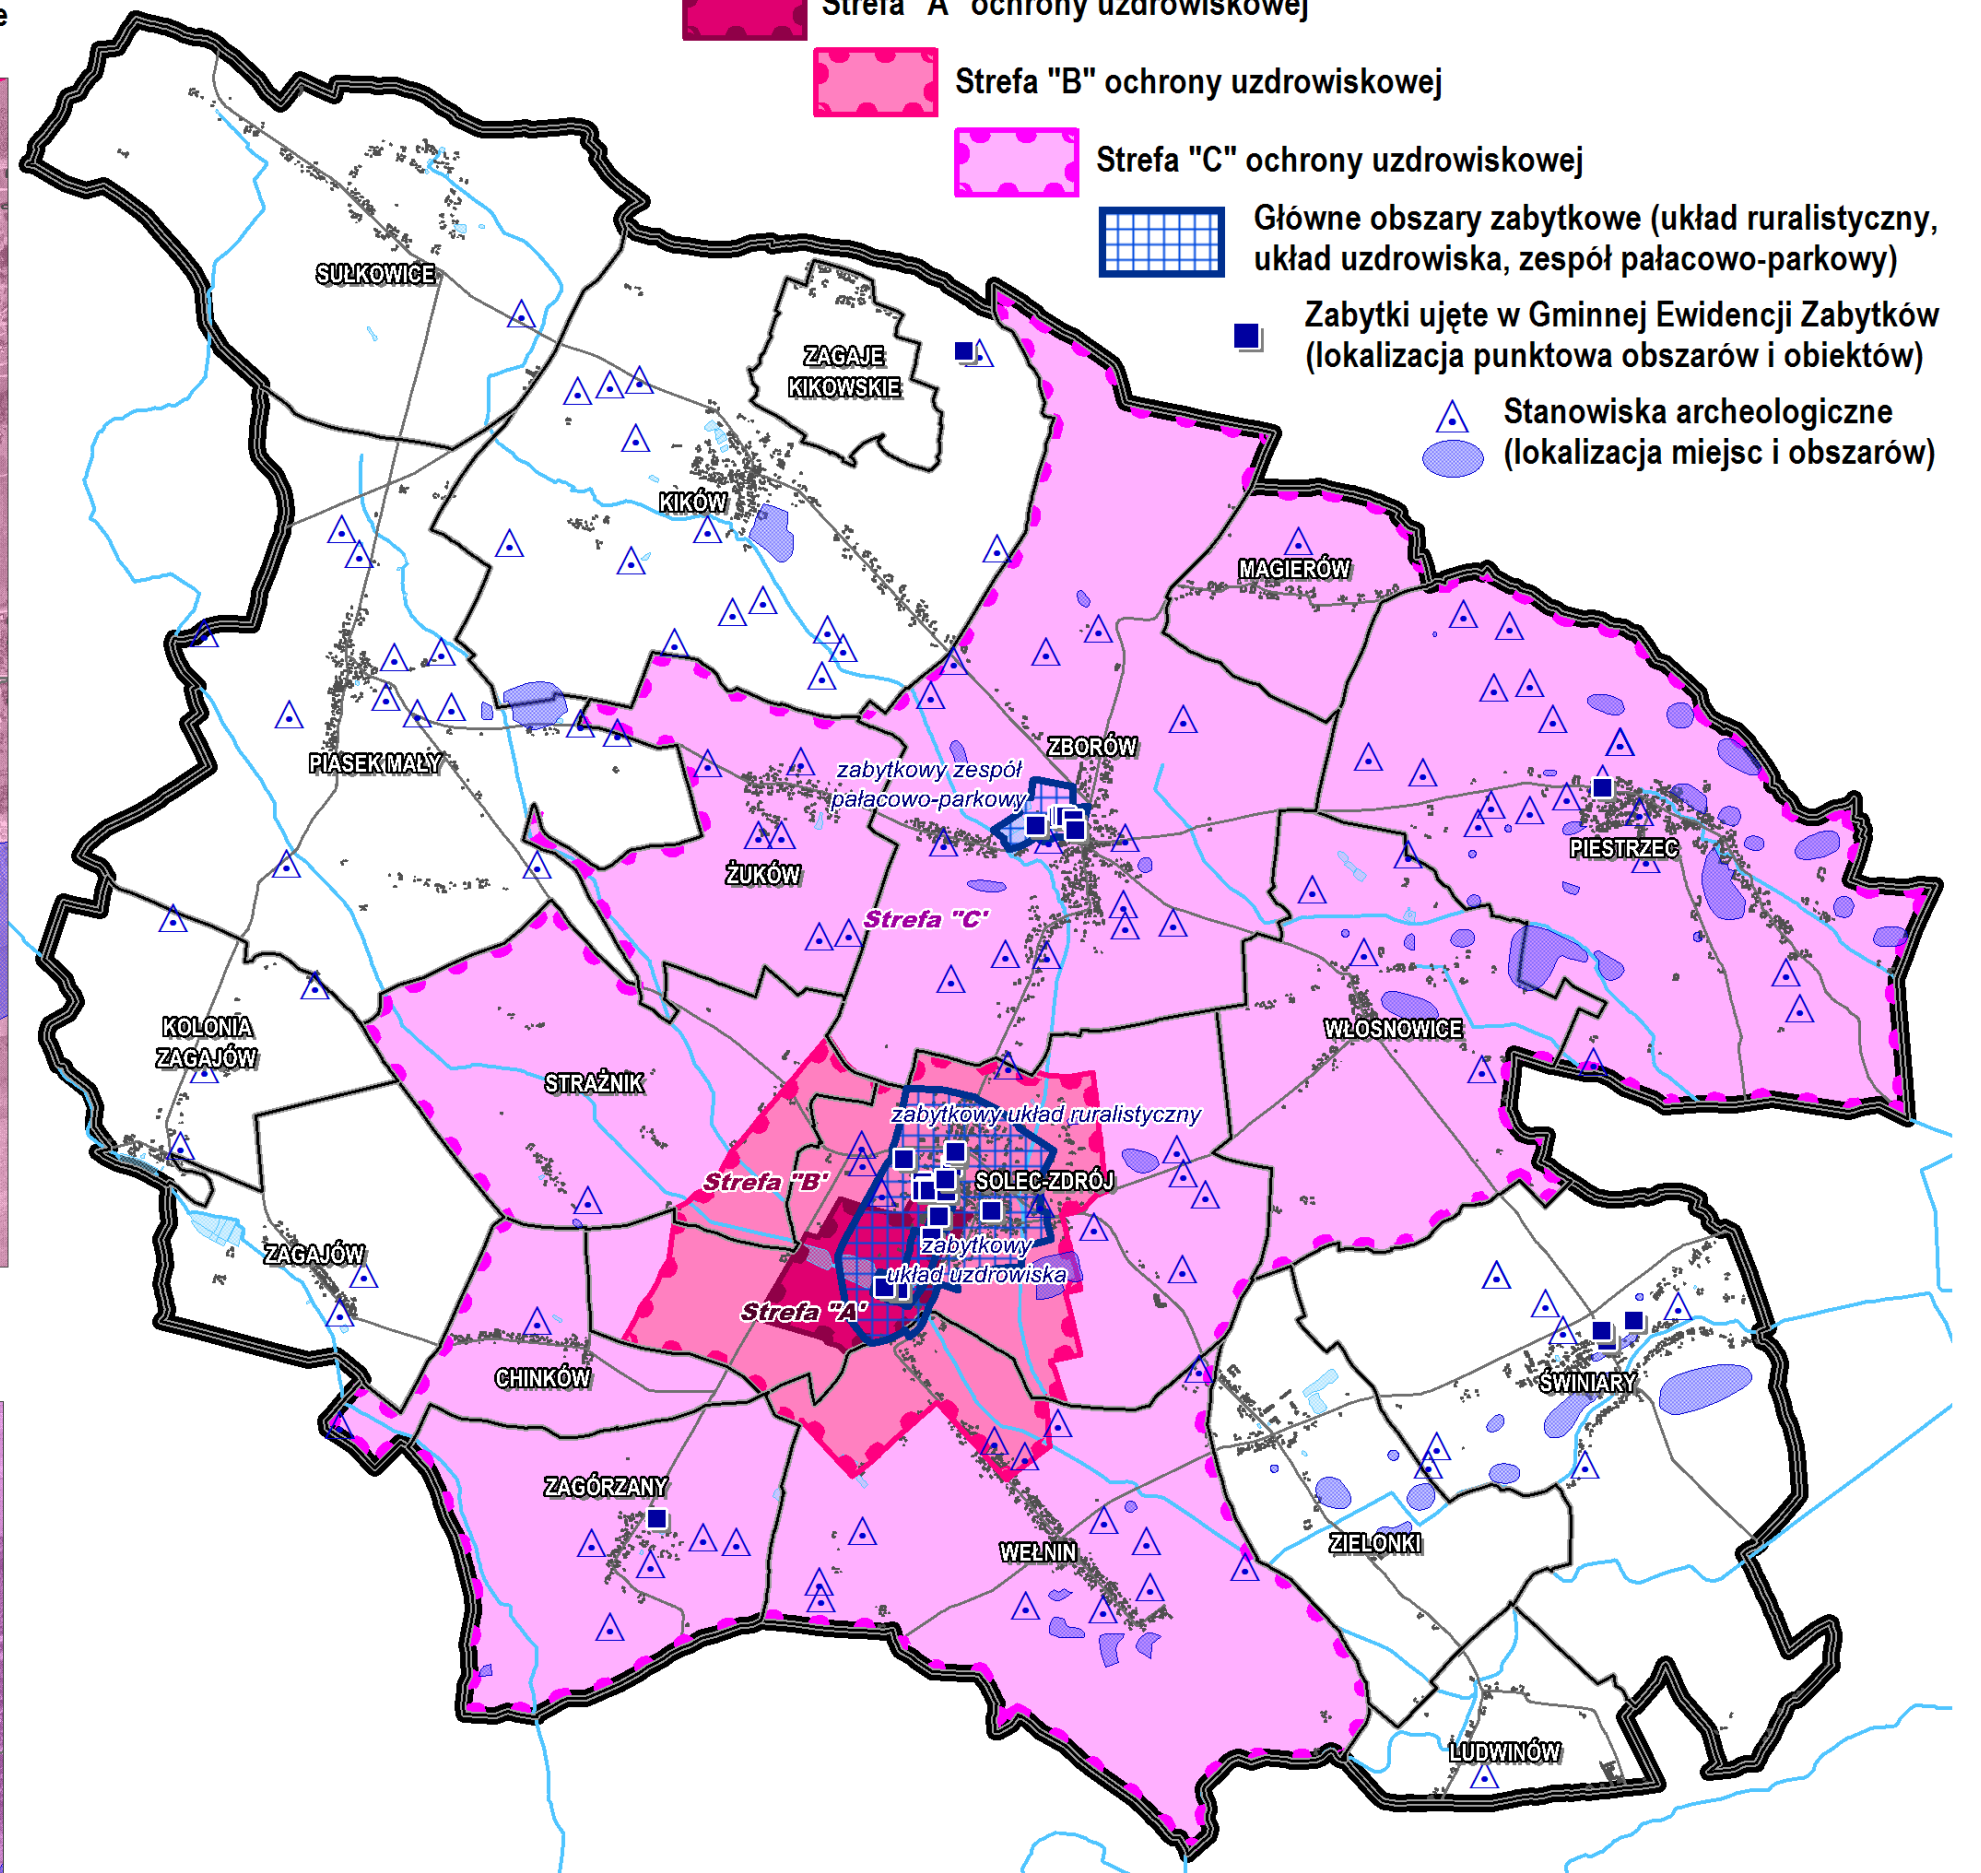 e
Strefa "A" ochrony uzdrowiskowej
Strefa "B" ochrony uzdrowiskowej
Strefa "C" ochrony uzdrowiskowej
Główne obszary zabytkowe (układ ruralistyczny,
układ uzdrowiska, zespół pałacowo-parkowy)
Zabytki ujęte w Gminnej Ewidencji Zabytków
(lokalizacja punktowa obszarów i obiektów)
Stanowiska archeologiczne
(lokalizacja miejsc i obszarów)
SUŁKOWICE
ZAGAJE
KIKOWSKIE
KIKÓW
MAGIERÓW
PIASEK MAŁY
ZBORÓW
zabytkowy zespół
pałacowo-parkowy
PIESTRZEC
ŻUKÓW
Strefa "C'
KOLONIA
ZAGAJÓW
WŁOSNOWICE
STRAŻNIK
zabytkowy układ ruralistyczny
Strefa "B'
SOLEC-ZDRÓJ
ZAGAJÓW
zabytkowy
układ uzdrowiska
Strefa "A'
CHINKÓW
ŚWINIARY
ZAGÓRZANY
WEŁNIN
ZIELONKI
LUDWINÓW